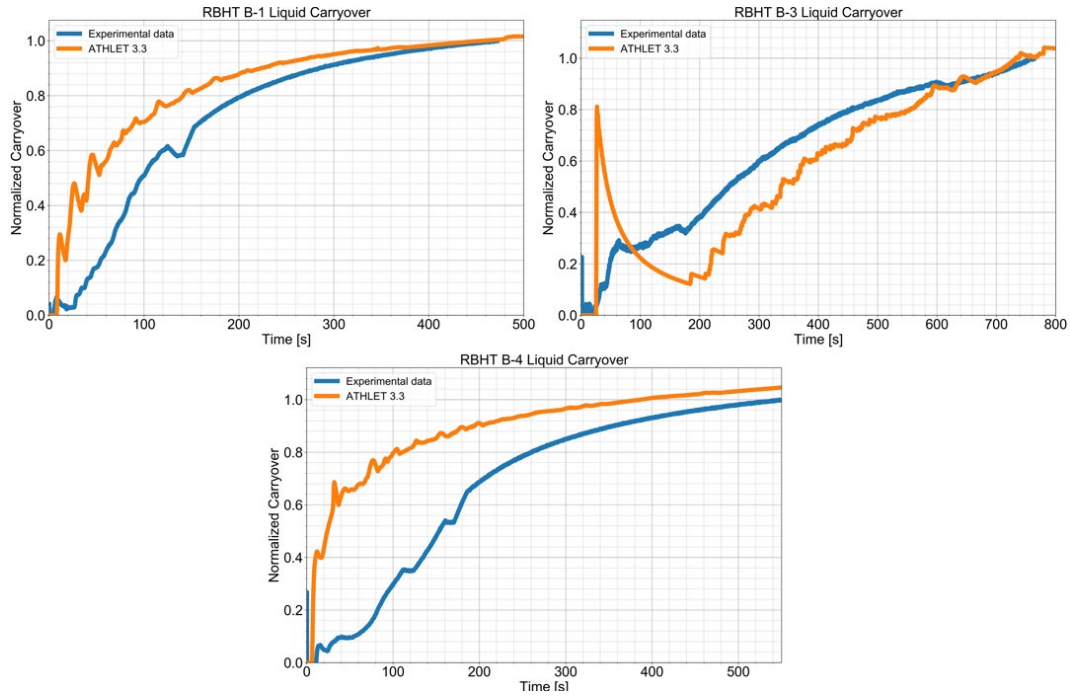 RBHT B-1 Liquid Carryover
Experimental data
ATHLET 3.3
Normalized Carryover
1.0
0.8
0.6
0.4
0.2
0.0
0 100 200 300 400 500
Time [s]
RBHT B-3 Liquid Carryover
Experimental data
ATHLET 3.3
Normalized Carryover
1.0
0.8
0.6
0.4
0.2
0.0
0 100 200 300 400 500 600 700 800
Time [s]
RBHT B-4 Liquid Carryover
Experimental data
ATHLET 3.3
Normalized Carryover
1.0
0.8
0.6
0.4
0.2
0.0
0 100 200 300 400 500
Time [s]